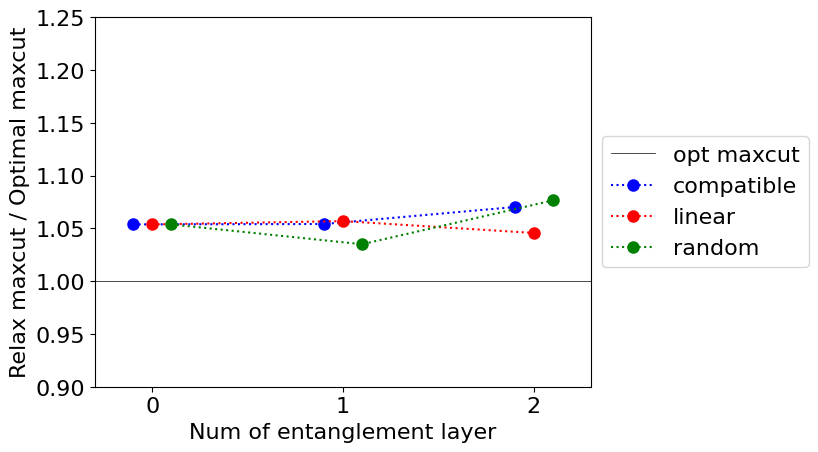 Relax maxcut / Optimal maxcut
1.25
1.20
1.15
1.10
1.05
1.00
0.95
0.90
0 1 2
Num of entanglement layer
opt maxcut
compatible
linear
random